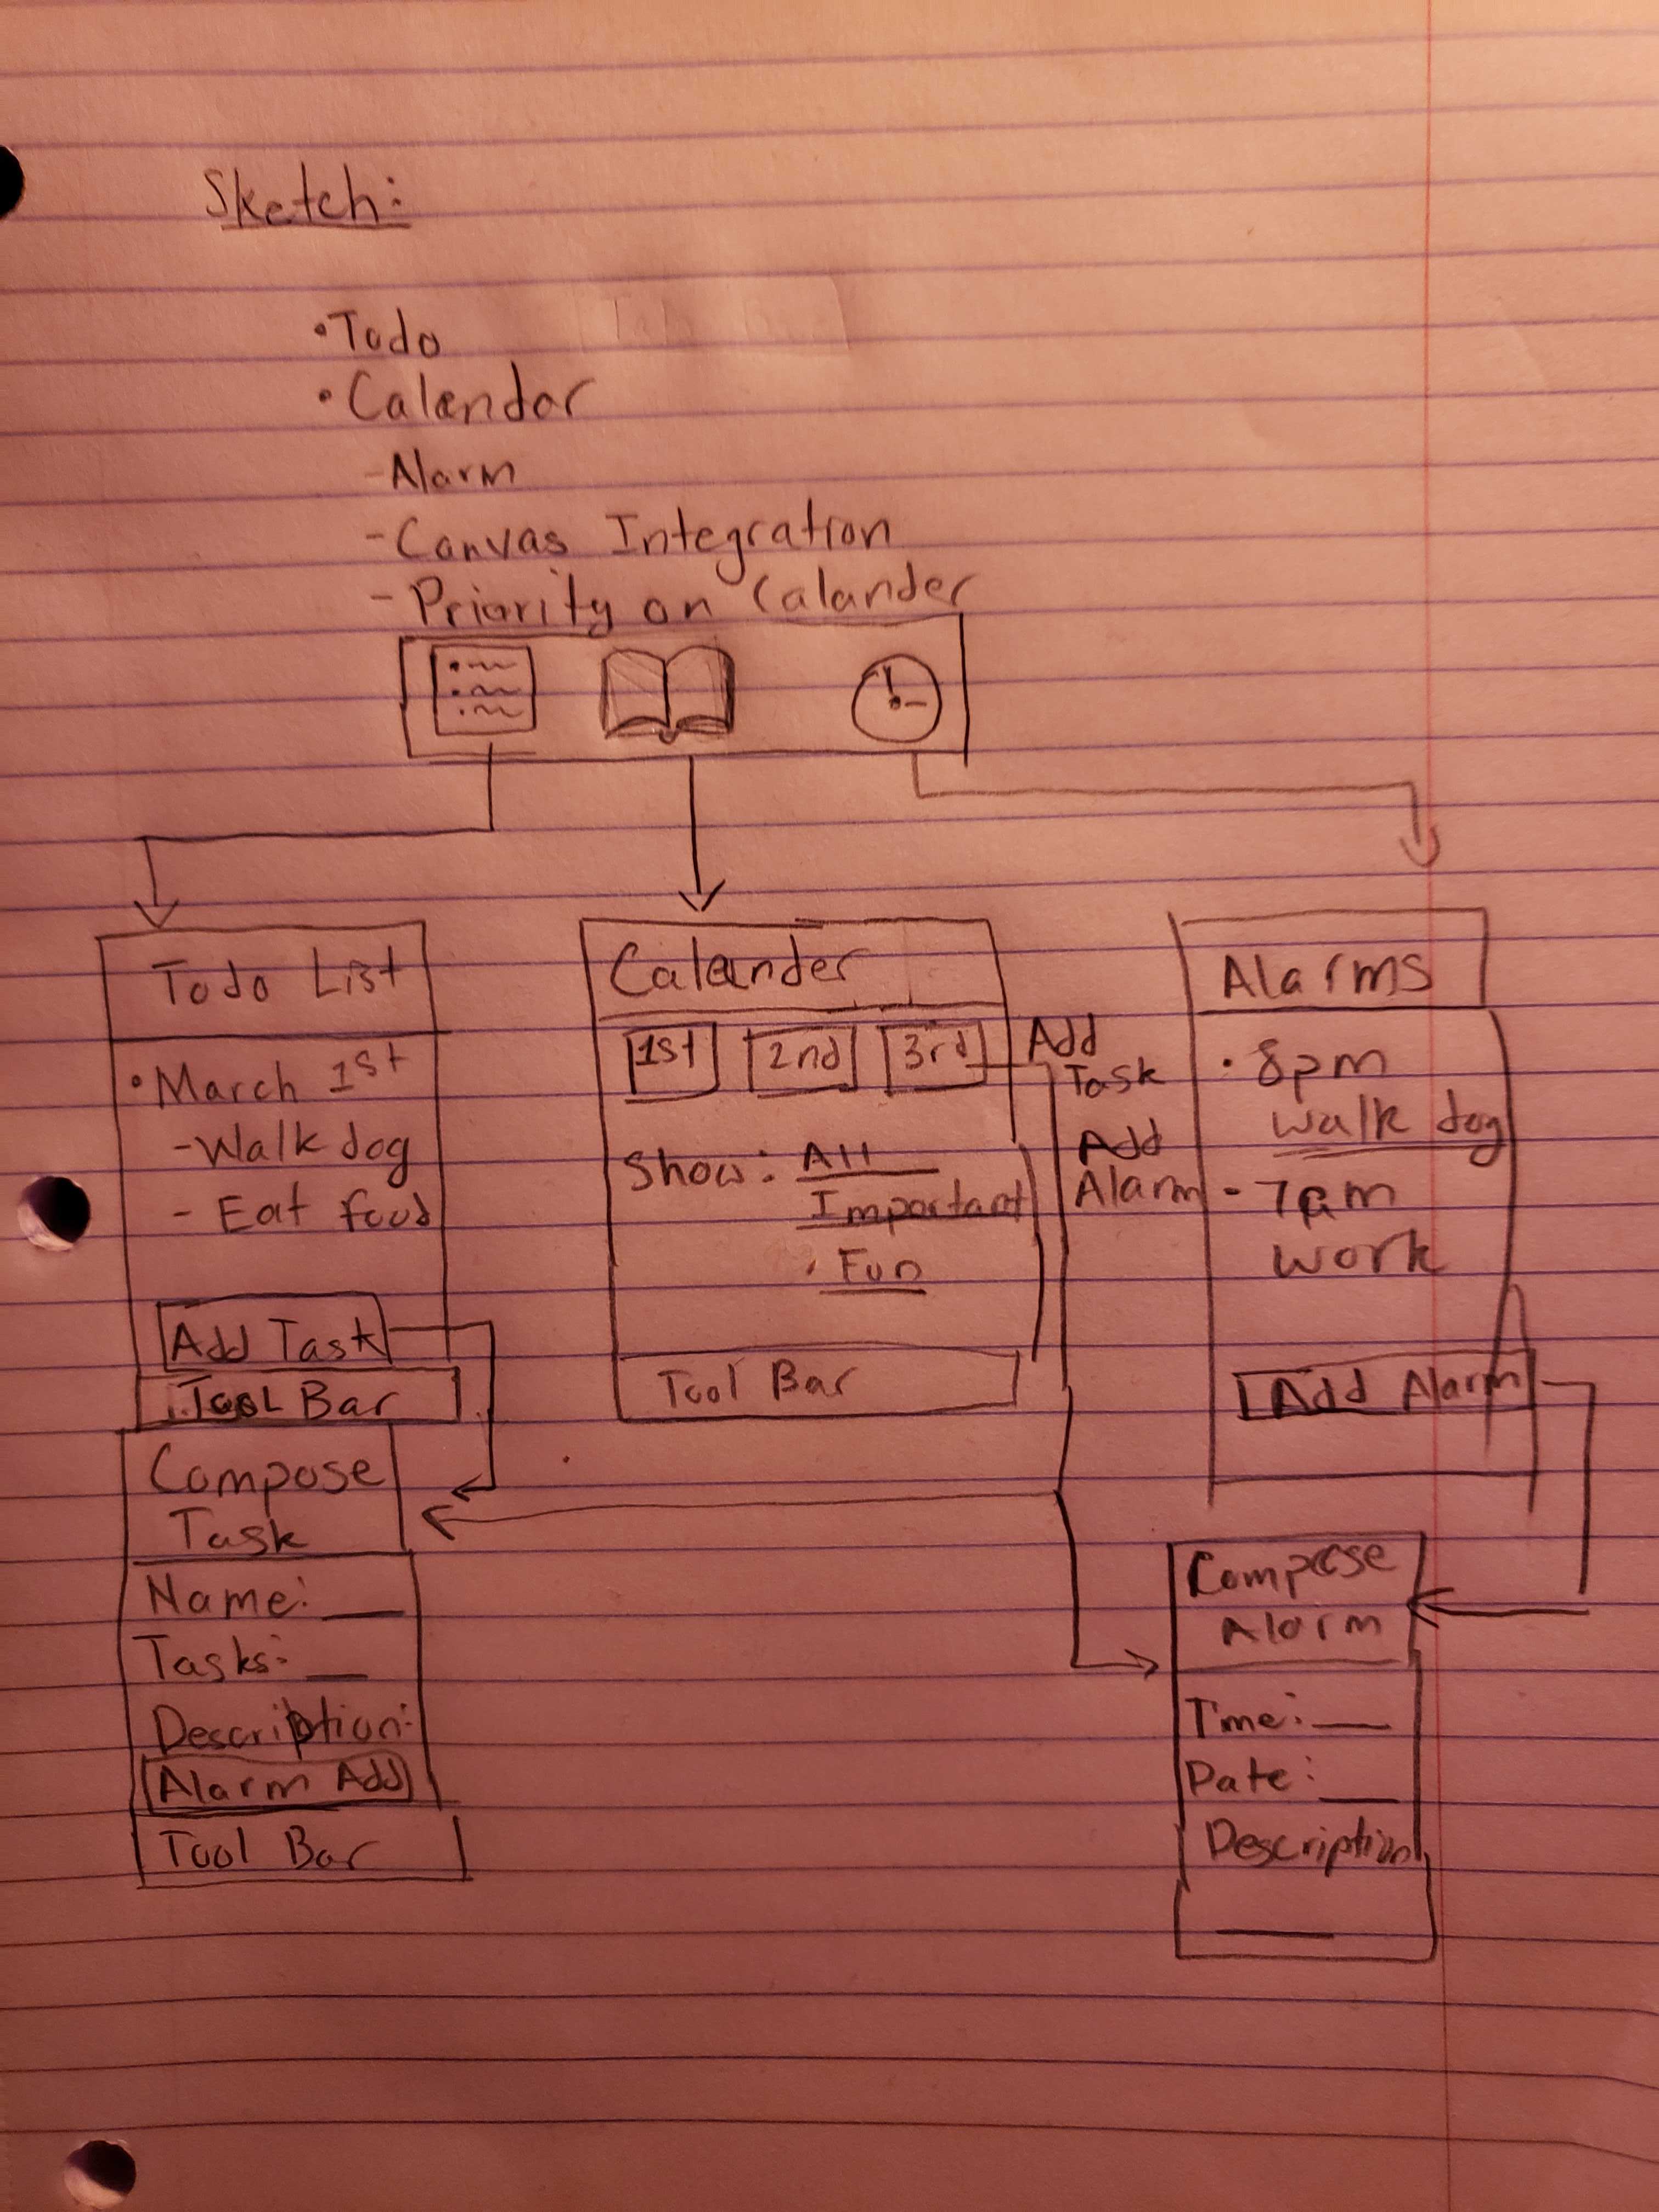 Sketch:
• Todo
• Calendar
- Alarm
- Canvas Integration
- Priority on Calander
Todo List
• March 1st
- Walk dog
- Eat food
Add Task
Tool Bar
Calander
1st 2nd 3rd
Show: All
Important
• Fun
Tool Bar
Add
Task
Add
Alarm
Alarms
• 8pm
walk dog
- 7am
work
Add Alarm
Compose
Task
Name: ___
Tasks: ___
Description:
Alarm Add
Tool Bar
Compose
Alarm
Time: ___
Date: ___
Description
___